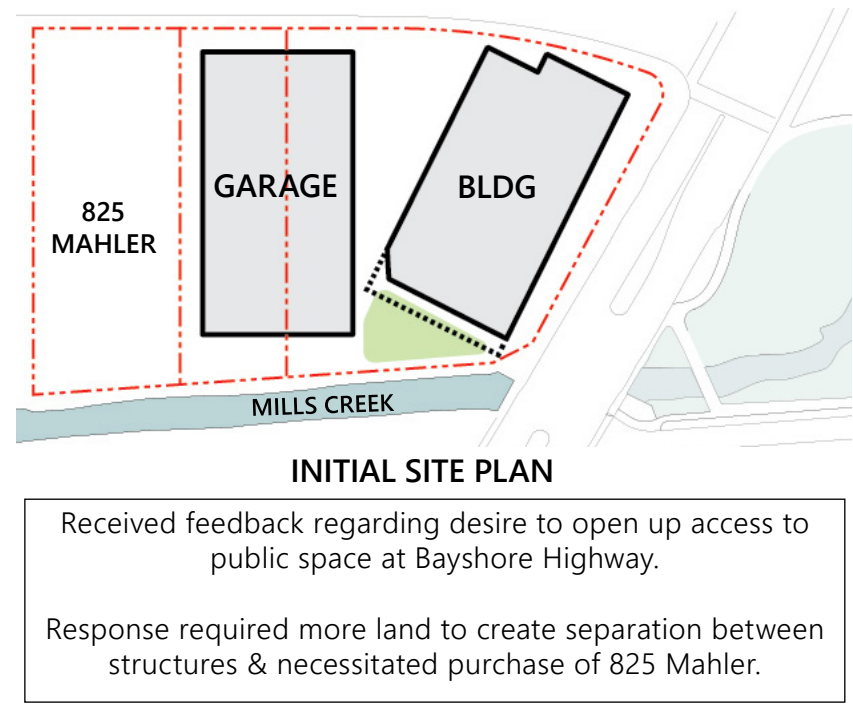 GARAGE
BLDG
825
MAHLER
MILLS CREEK
INITIAL SITE PLAN
Received feedback regarding desire to open up access to
public space at Bayshore Highway.
Response required more land to create separation between
structures & necessitated purchase of 825 Mahler.